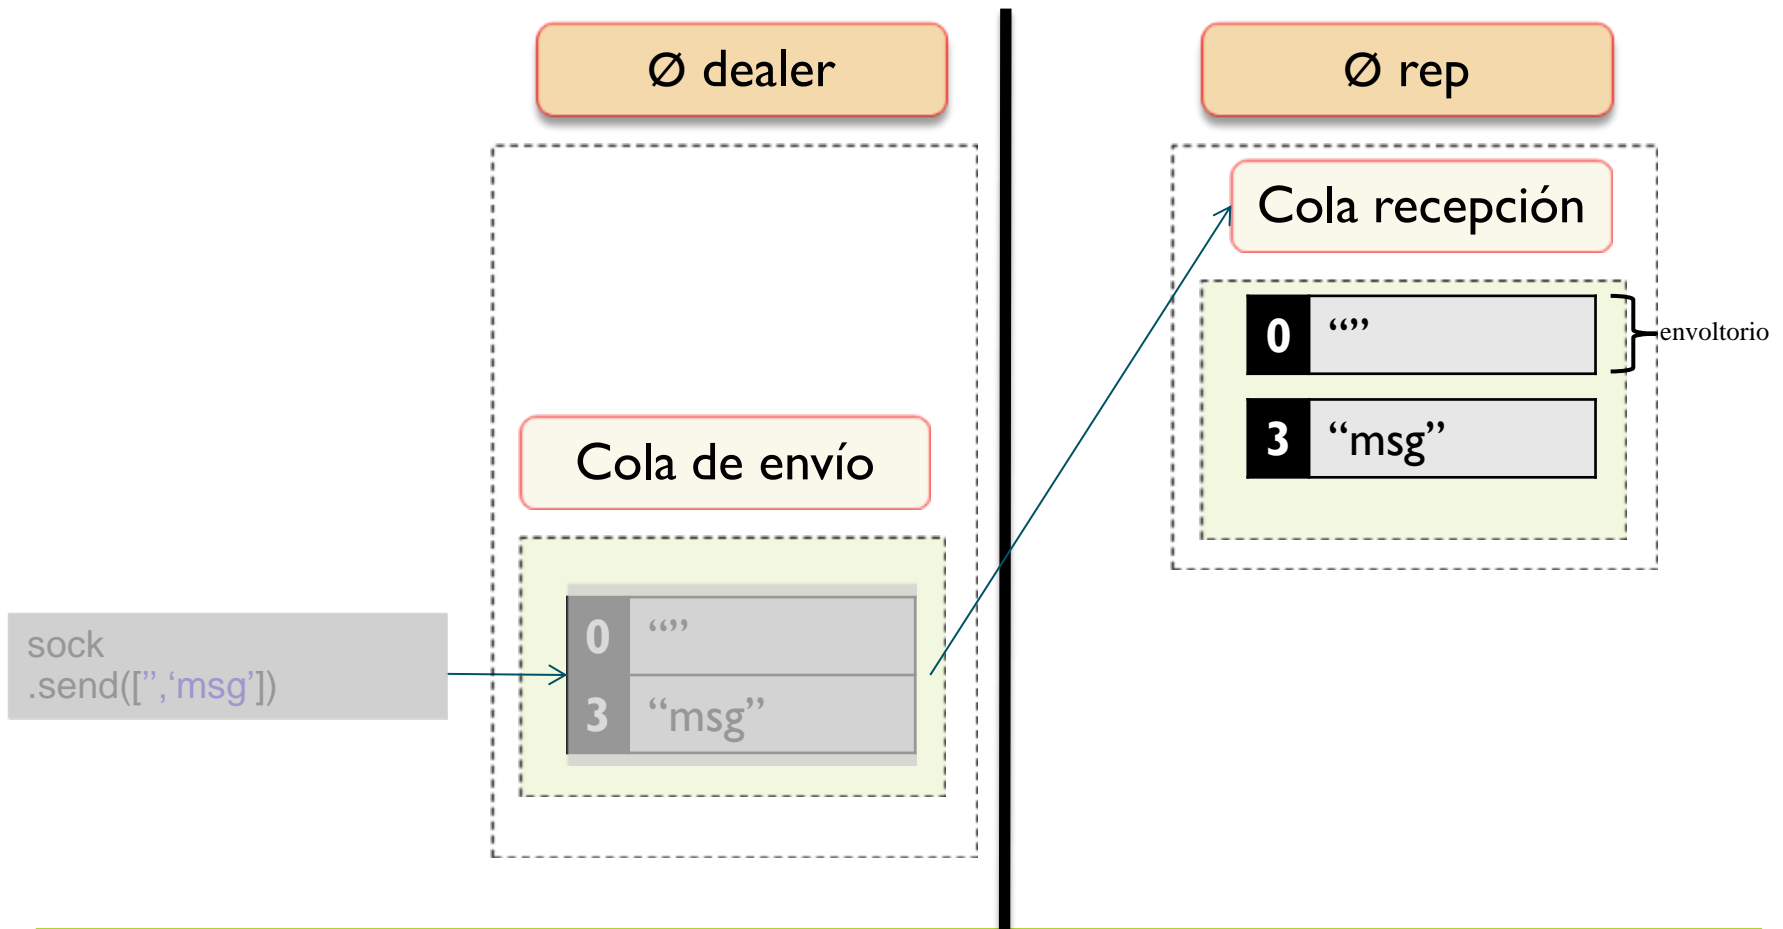 Ø dealer
Ø rep
Cola recepción
0 “”
envoltorio
3 “msg”
Cola de envío
0 “”
3 “msg”
sock
.send([’’,‘msg’])